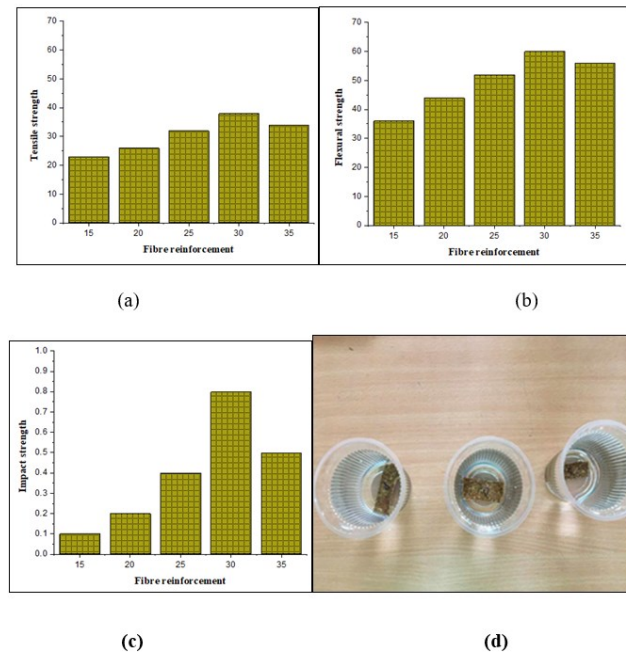 70
60
50
40
30
20
10
0
Tensile strength
15 20 25 30 35
Fibre reinforcement
(a)
70
60
50
40
30
20
10
0
Flexural strength
15 20 25 30 35
Fibre reinforcement
(b)
1.0
0.9
0.8
0.7
0.6
0.5
0.4
0.3
0.2
0.1
0.0
Impact strength
15 20 25 30 35
Fibre reinforcement
(c)
(d)